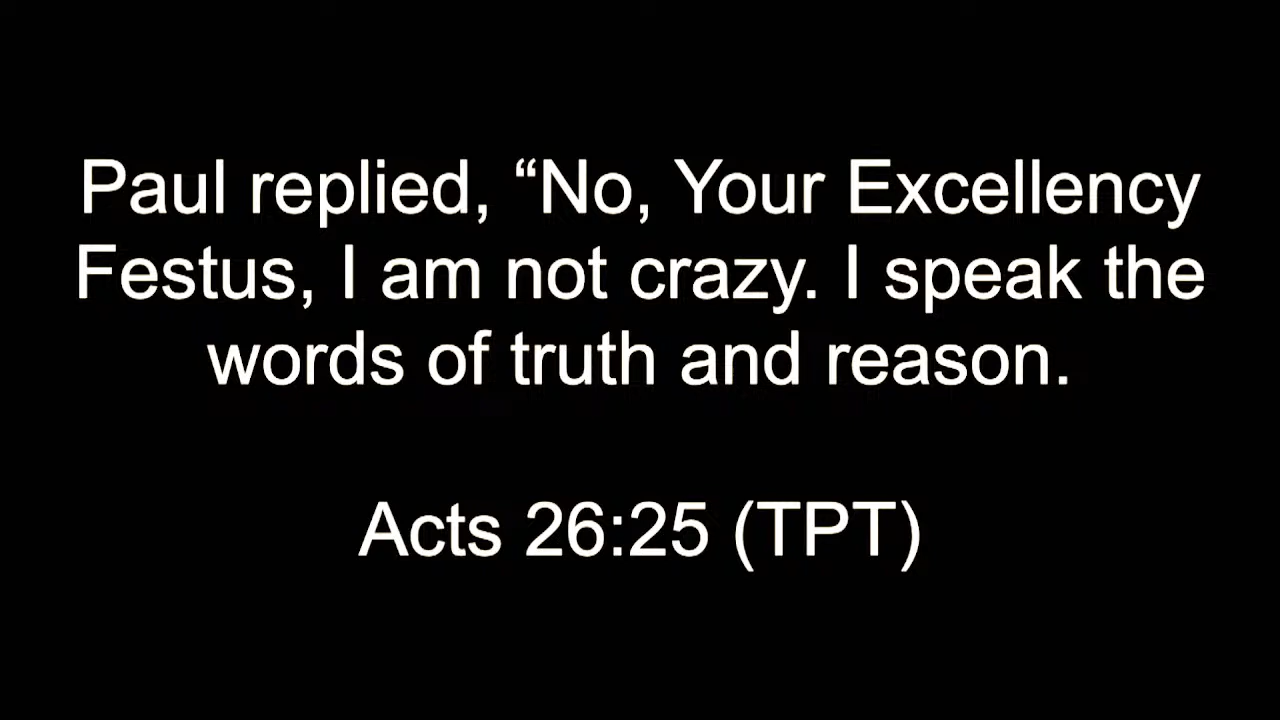 Paul replied, “No, Your Excellency
Festus, I am not crazy. I speak the
words of truth and reason.
Acts 26:25 (TPT)